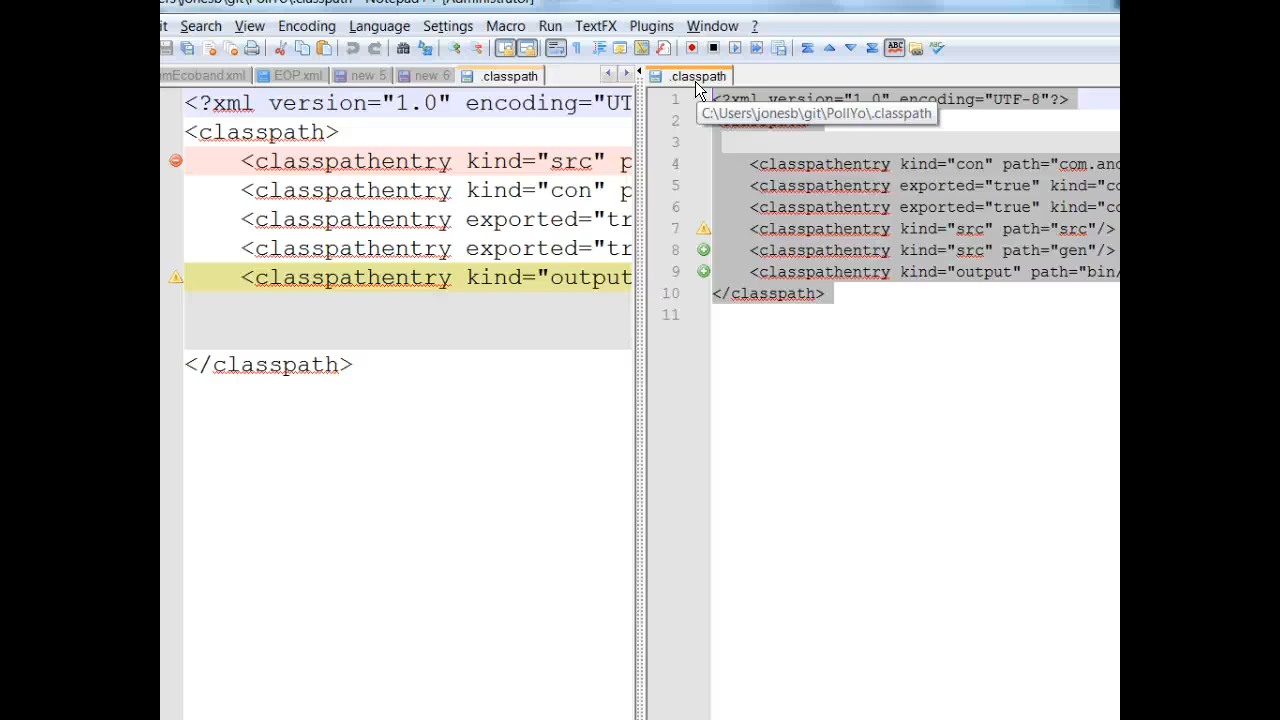 it Search View Encoding Language Settings Macro Run TextFX Plugins Window ?
mEcoband.xml EOP.xml new 5 new 6 .classpath
<?xml version="1.0" encoding="UT
<classpath>
<classpathentry kind="src" p
<classpathentry kind="con" p
<classpathentry exported="tr
<classpathentry exported="tr
<classpathentry kind="output
</classpath>
.classpath
1 <?xml version="1.0" encoding="UTF-8"?>
C:\Users\jonesb\git\PollYo\.classpath
2
3
4 <classpathentry kind="con" path="com.and
5 <classpathentry exported="true" kind="co
6 <classpathentry exported="true" kind="co
7 <classpathentry kind="src" path="src"/>
8 <classpathentry kind="src" path="gen"/>
9 <classpathentry kind="output" path="bin/
10 </classpath>
11